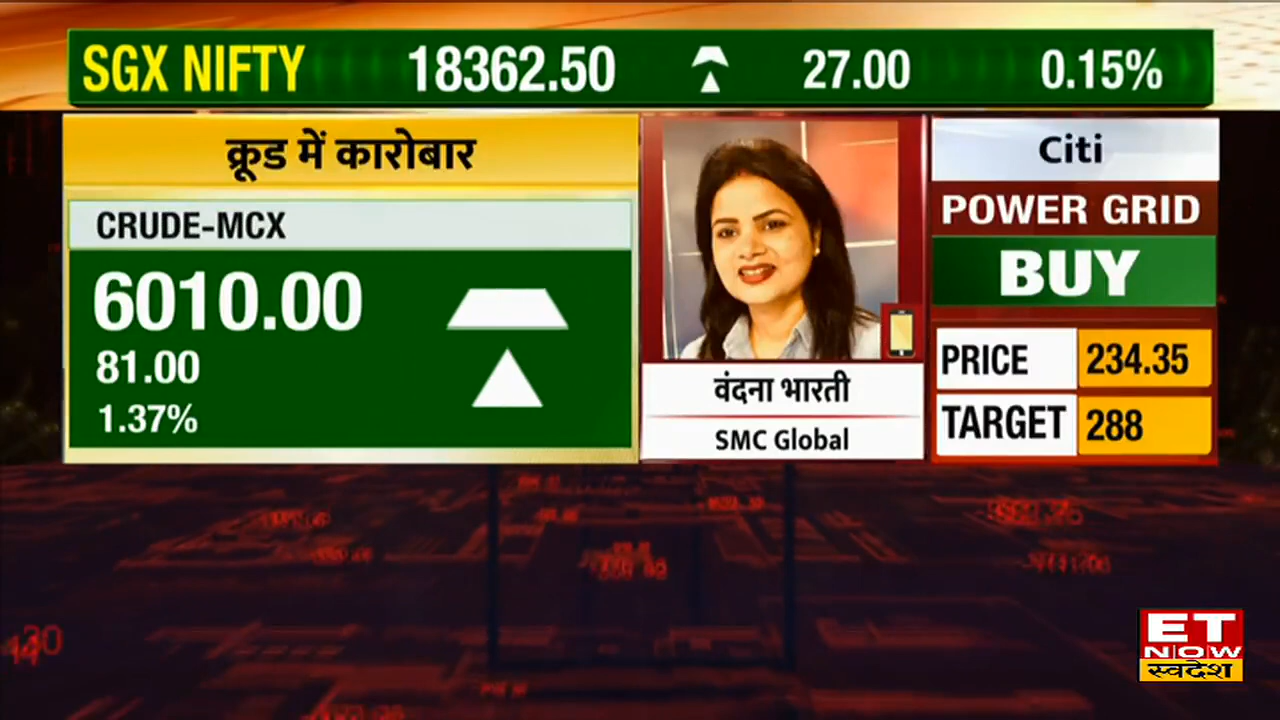 SGX NIFTY 18362.50 27.00 0.15%
क्रूड में कारोबार
CRUDE-MCX
6010.00
81.00
1.37%
वंदना भारती
SMC Global
Citi
POWER GRID
BUY
PRICE 234.35
TARGET 288
ET
NOW
स्वदेश